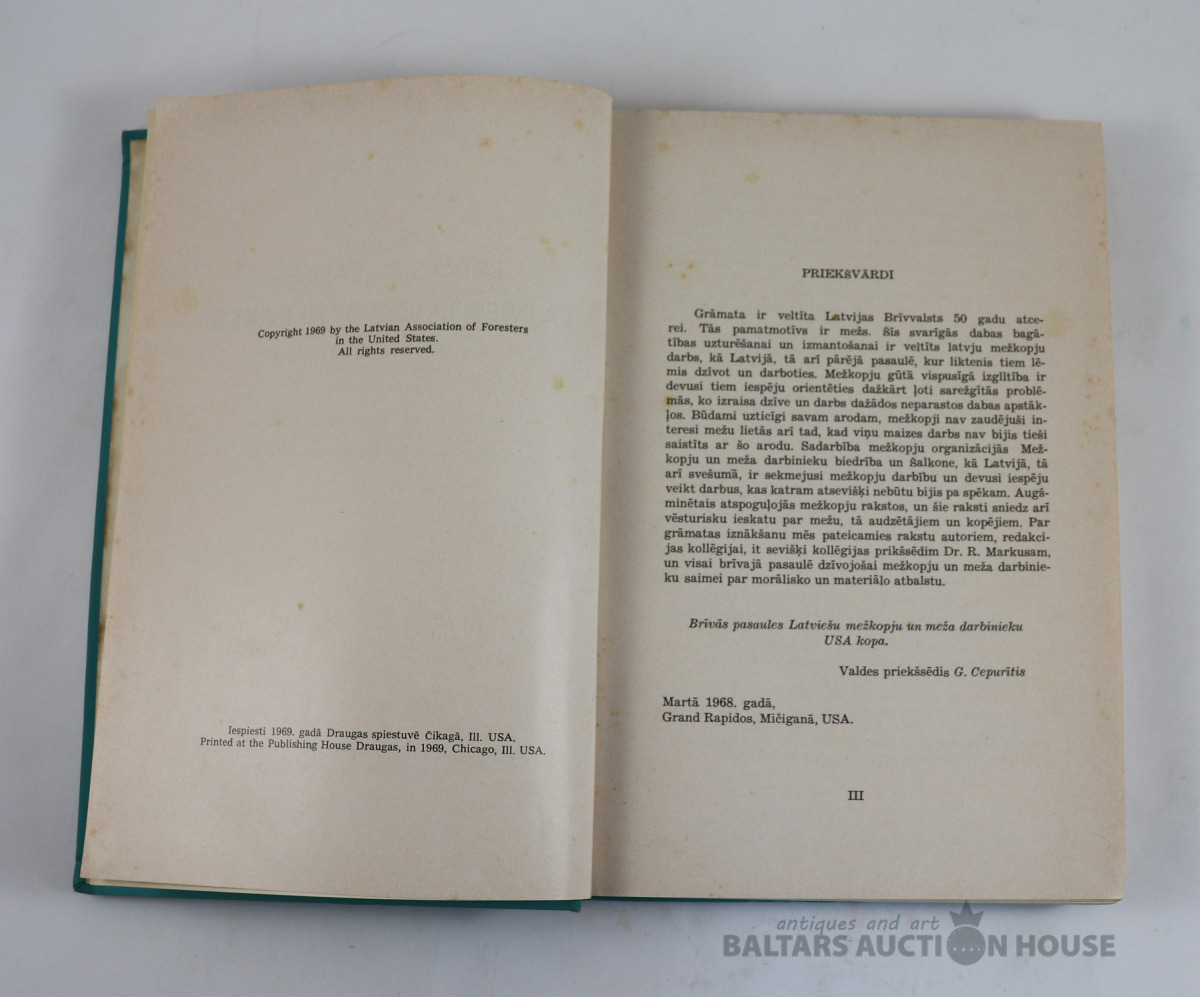 Copyright 1969 by the Latvian Association of Foresters
in the United States.
All rights reserved.
Iespiesti 1969. gadā Draugas spiestuvē Čikagā, Ill. USA.
Printed at the Publishing House Draugas, in 1969, Chicago, Ill. USA.
PRIEKŠVĀRDI
Grāmata ir veltīta Latvijas Brīvvalsts 50 gadu atce-
rei. Tās pamatmotīvs ir mežs. Šīs svarīgās dabas bagā-
tības uzturēšanai un izmantošanai ir veltīts latvju mežkopju
darbs, kā Latvijā, tā arī pārējā pasaulē, kur liktenis tiem lē-
mis dzīvot un darboties. Mežkopju gūtā vispusīgā izglītība ir
devusi tiem iespēju orientēties dažkārt ļoti sarežgītās problē-
mās, ko izraisa dzīve un darbs dažādos neparastos dabas apstāk-
ļos. Būdami uzticīgi savam arodam, mežkopji nav zaudējuši in-
teresi mežu lietās arī tad, kad viņu maizes darbs nav bijis tieši
saistīts ar šo arodu. Sadarbība mežkopju organizācijās Mež-
kopju un meža darbinieku biedrība un Šalkone, kā Latvijā, tā
arī svešumā, ir sekmejusi mežkopju darbību un devusi iespēju
veikt darbus, kas katram atsevišķi nebūtu bijis pa spēkam. Augš-
minētais atspoguļojās mežkopju rakstos, un šie raksti sniedz arī
vēsturisku ieskatu par mežu, tā audzētājiem un kopējiem. Par
grāmatas iznākšanu mēs pateicamies rakstu autoriem, redakci-
jas kollēgijai, it sevišķi kollēgijas prikšsēdim Dr. R. Markusam,
un visai brīvajā pasaulē dzīvojošai mežkopju un meža darbinie-
ku saimei par morālisko un materiālo atbalstu.
Brīvās pasaules Latviešu mežkopju un meža darbinieku
USA kopa.
Valdes priekšsēdis G. Cepurītis
Martā 1968. gadā,
Grand Rapidos, Mičiganā, USA.
III
antiques and art
BALTARS AUCTION HOUSE